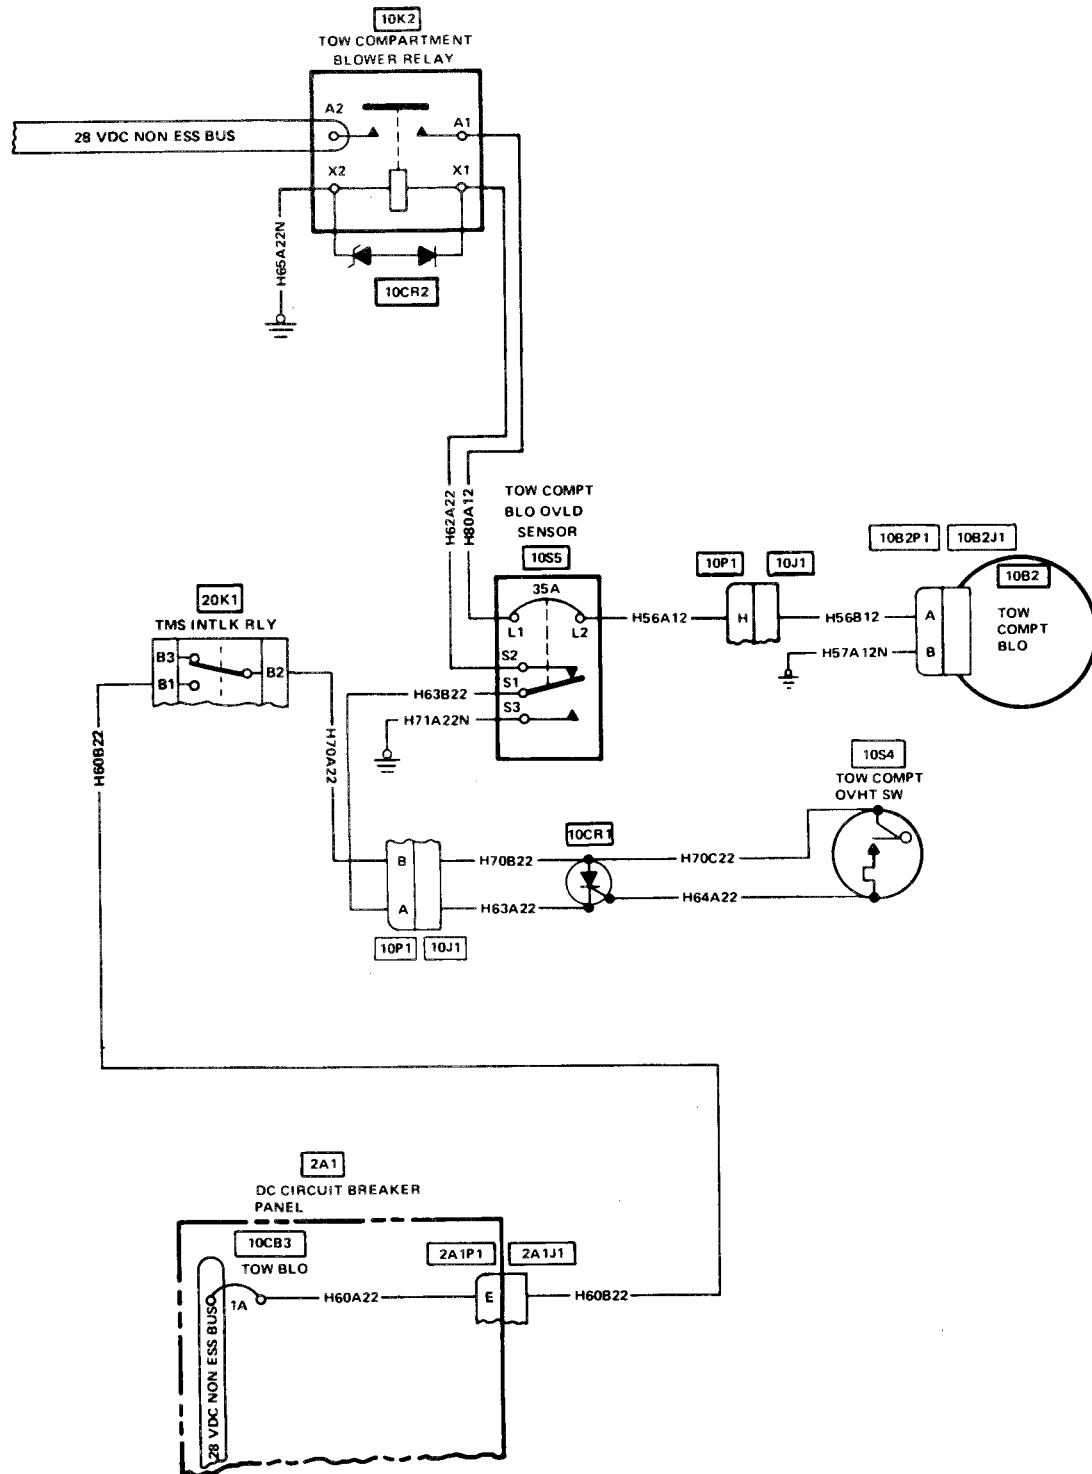 10K2
TOW COMPARTMENT
BLOWER RELAY
A2
A1
28 VDC NON ESS BUS
X2
X1
H65A22N
10CR2
H62A22
H80A12
TOW COMPT
BLO OVLD
SENSOR
10S5
35A
L1
L2
S2
S1
S3
H56A12
10P1
10J1
H
H56B12
10B2P1
10B2J1
10B2
A
B
TOW
COMPT
BLO
H57A12N
20K1
TMS INTLK RLY
B3
B1
B2
H63B22
H71A22N
H60B22
H70A22
10S4
TOW COMPT
OVHT SW
10CR1
B
A
H70B22
H70C22
H63A22
H64A22
10P1
10J1
2A1
DC CIRCUIT BREAKER
PANEL
10CB3
TOW BLO
2A1P1
2A1J1
1A
H60A22
E
H60B22
28 VDC NON ESS BUS